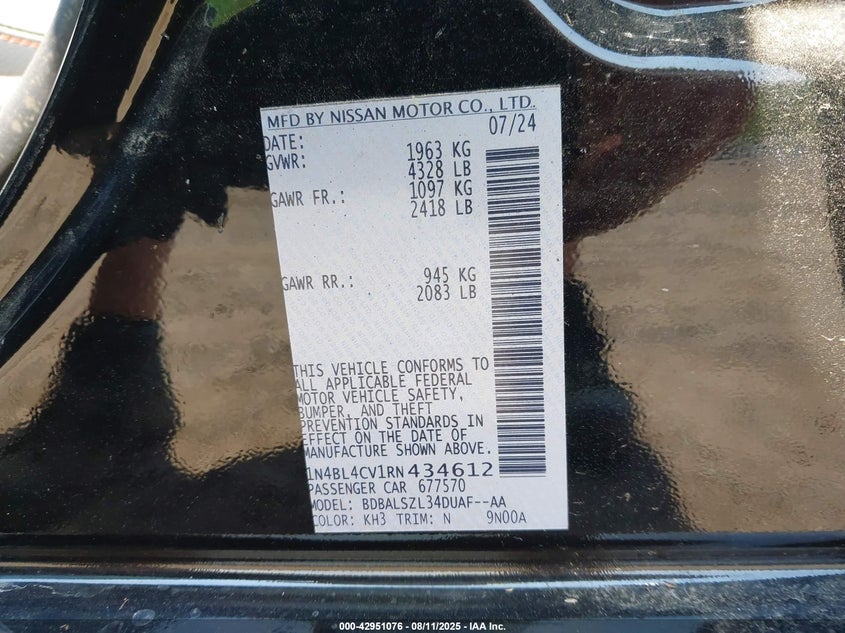 MFD BY NISSAN MOTOR CO., LTD.
DATE: 07/24
GVWR: 1963 KG
4328 LB
GAWR FR.: 1097 KG
2418 LB
GAWR RR.: 945 KG
2083 LB
THIS VEHICLE CONFORMS TO
ALL APPLICABLE FEDERAL
MOTOR VEHICLE SAFETY,
BUMPER, AND THEFT
PREVENTION STANDARDS IN
EFFECT ON THE DATE OF
MANUFACTURE SHOWN ABOVE.
1N4BL4CV1RN434612
PASSENGER CAR 677570
MODEL: BDBALSZL34DUAF--AA
COLOR: KH3 TRIM: N 9N00A
000-42951076 - 08/11/2025 - IAA Inc.